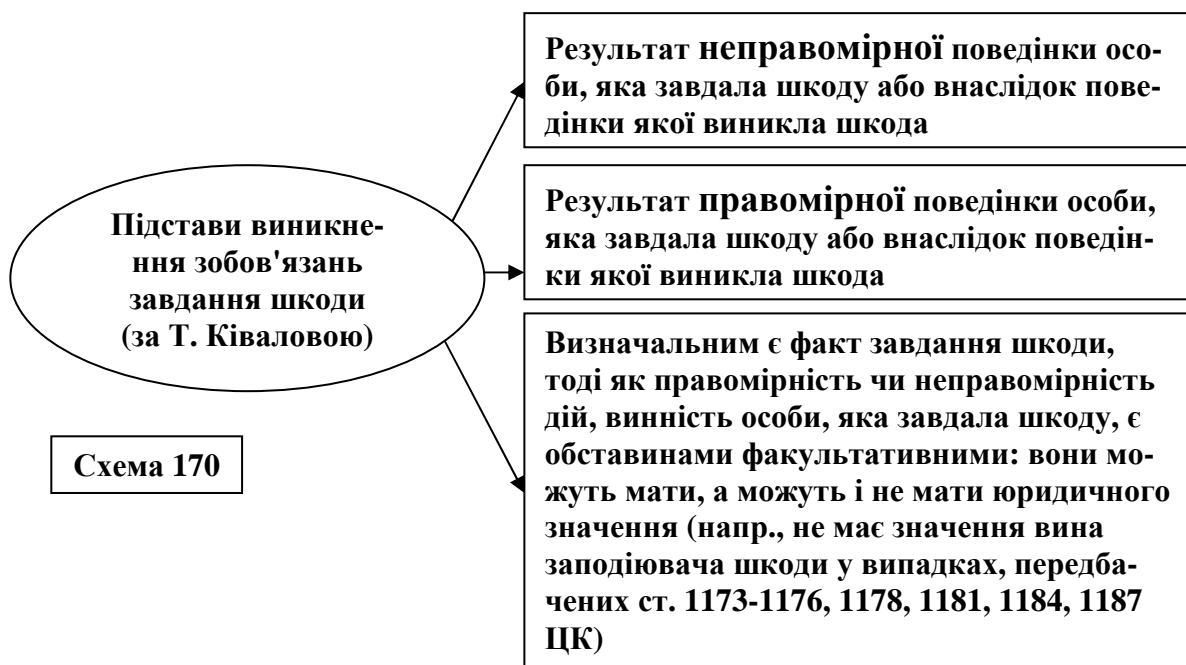 Результат неправомірної поведінки осо-
би, яка завдала шкоду або внаслідок пове-
дінки якої виникла шкода
Підстави виникне-
ння зобов'язань
завдання шкоди
(за Т. Ківаловою)
Результат правомірної поведінки особи,
яка завдала шкоду або внаслідок поведін-
ки якої виникла шкода
Визначальним є факт завдання шкоди,
тоді як правомірність чи неправомірність
дій, винність особи, яка завдала шкоду, є
обставинами факультативними: вони мо-
жуть мати, а можуть і не мати юридичного
значення (напр., не має значення вина
заподіювача шкоди у випадках, передба-
чених ст. 1173-1176, 1178, 1181, 1184, 1187
ЦК)
Схема 170